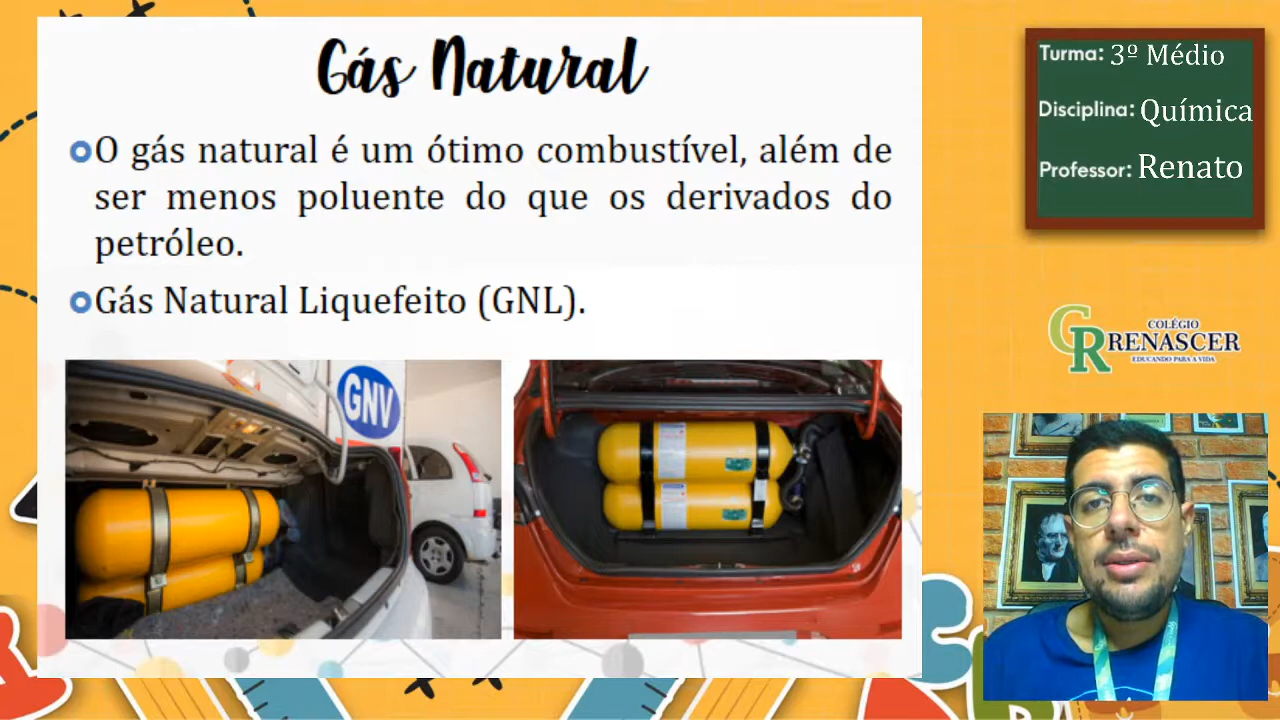 Gás Natural
O gás natural é um ótimo combustível, além de
ser menos poluente do que os derivados do
petróleo.
Gás Natural Liquefeito (GNL).
GNV
Turma: 3º Médio
Disciplina: Química
Professor: Renato
CR
COLÉGIO
RENASCER
EDUCANDO PARA A VIDA